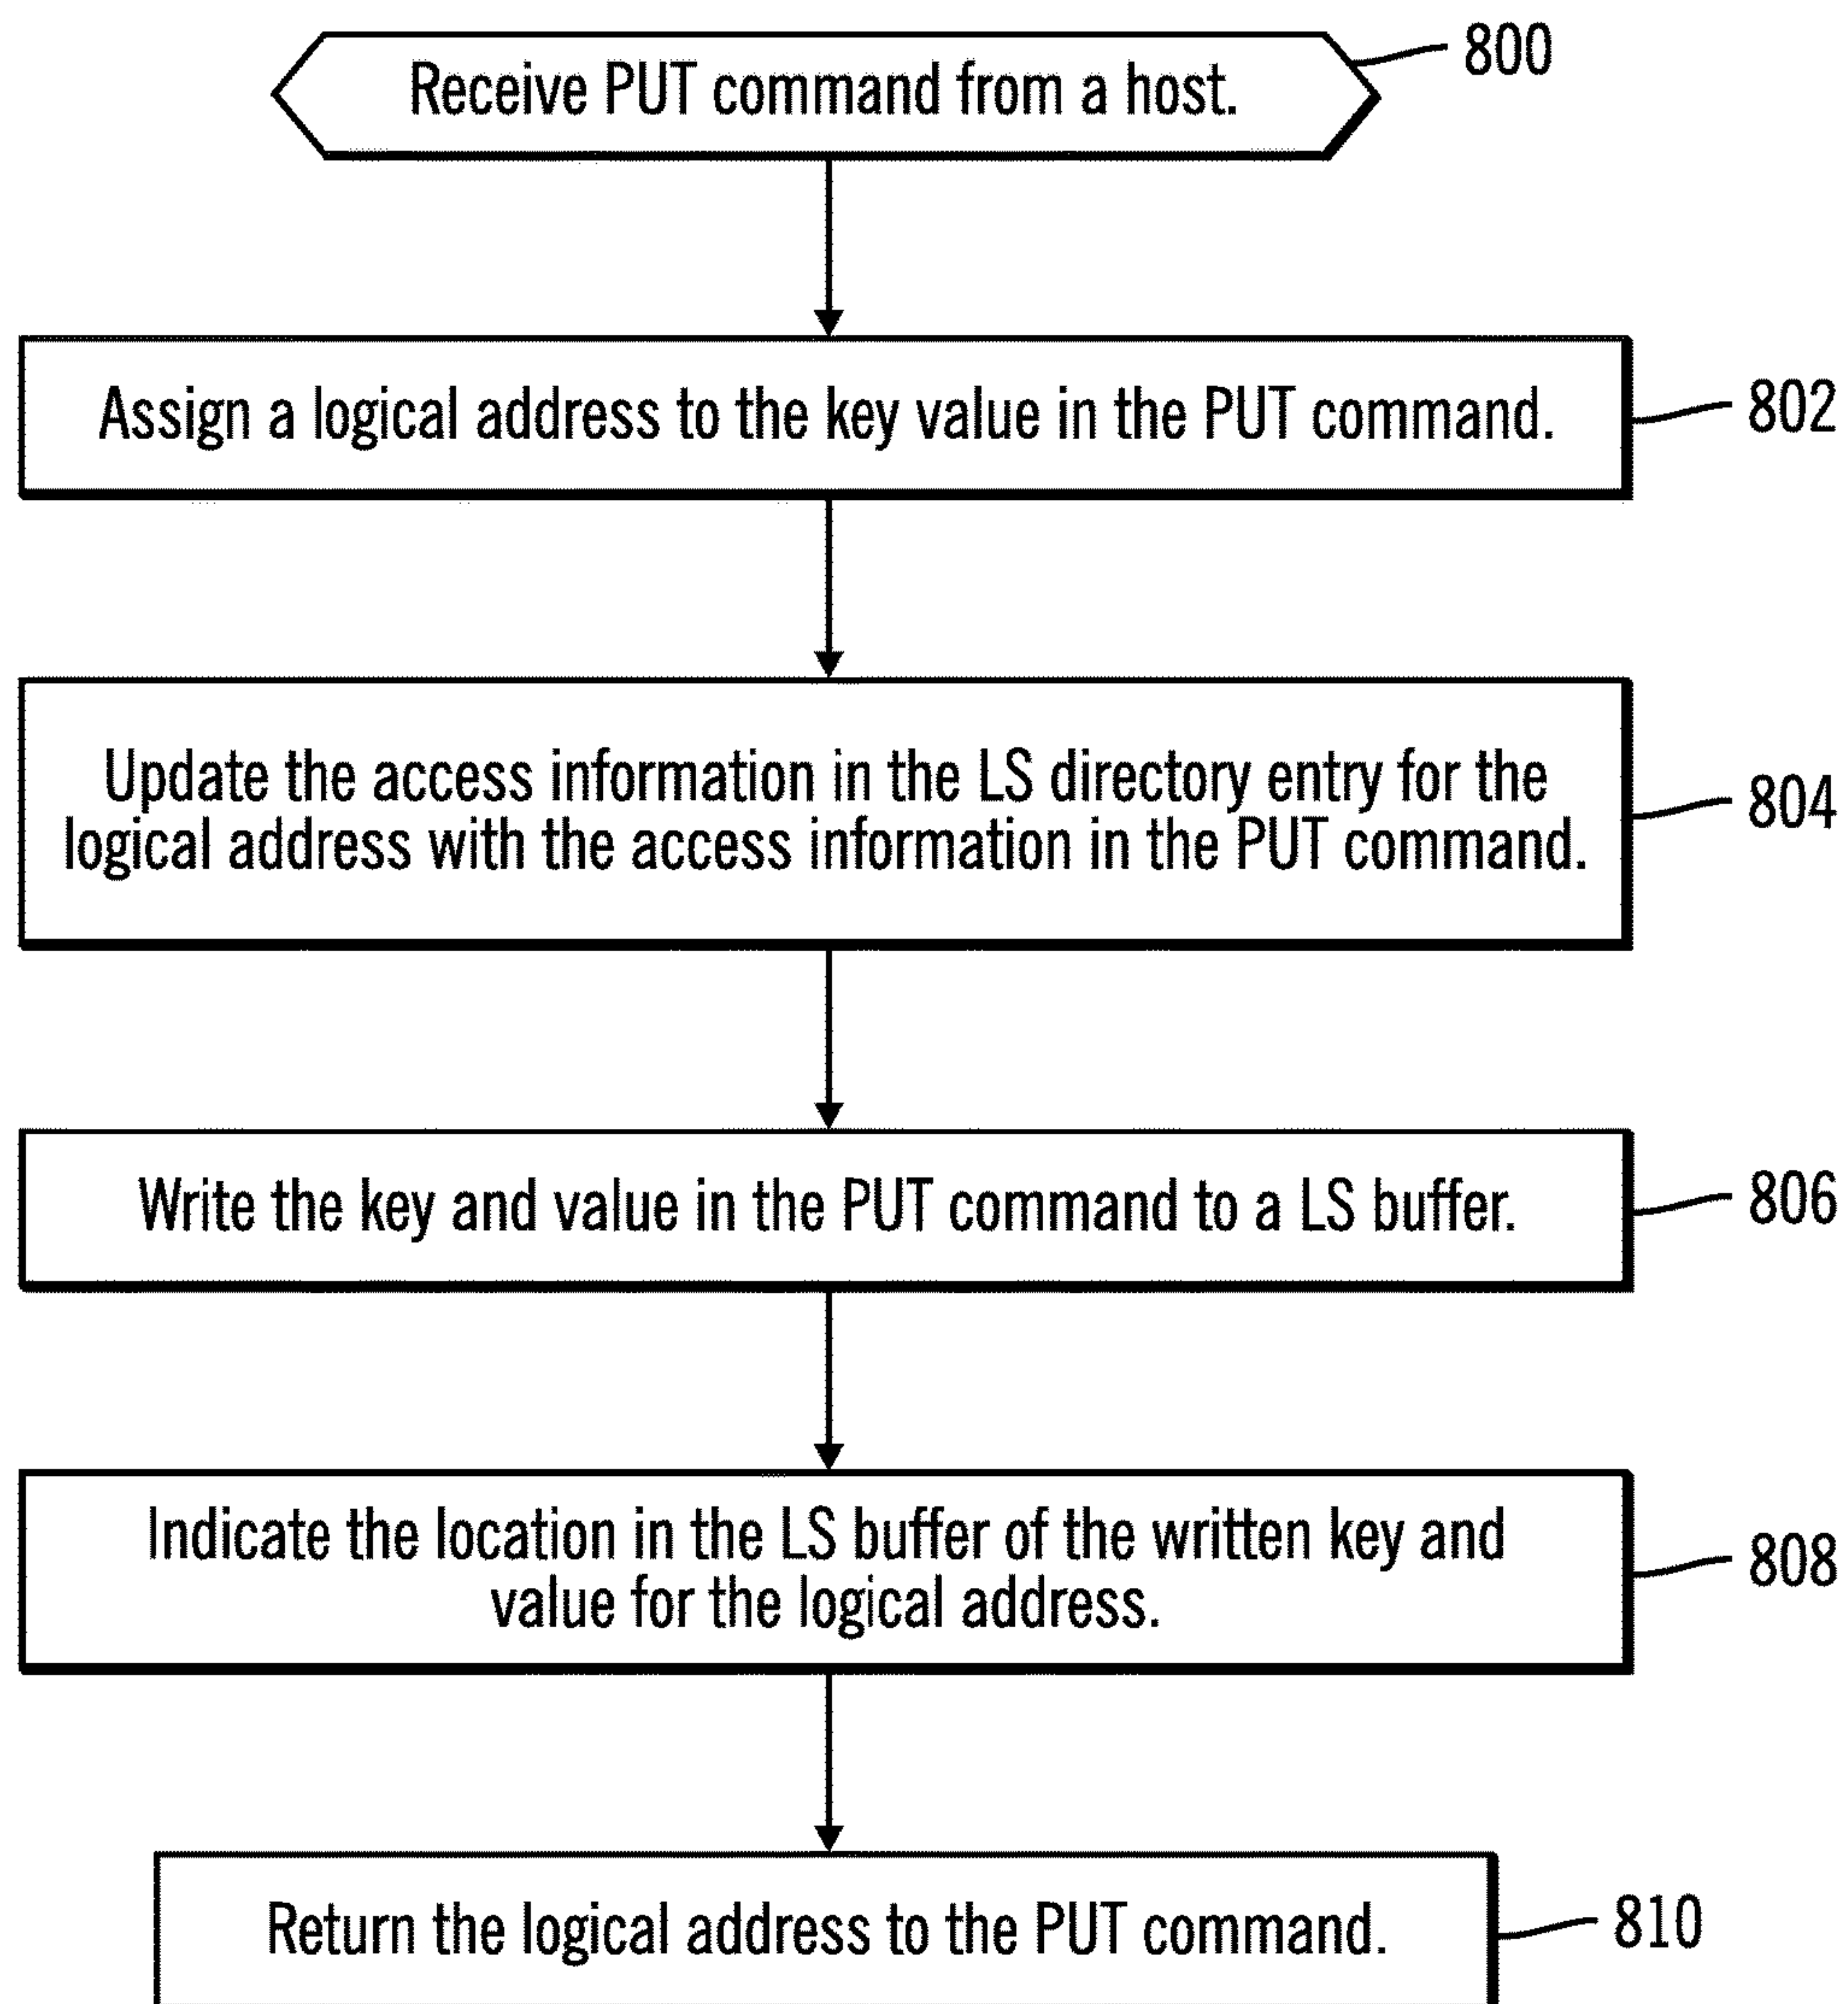 Receive PUT command from a host.
800
Assign a logical address to the key value in the PUT command.
802
Update the access information in the LS directory entry for the
logical address with the access information in the PUT command.
804
Write the key and value in the PUT command to a LS buffer.
806
Indicate the location in the LS buffer of the written key and
value for the logical address.
808
Return the logical address to the PUT command.
810